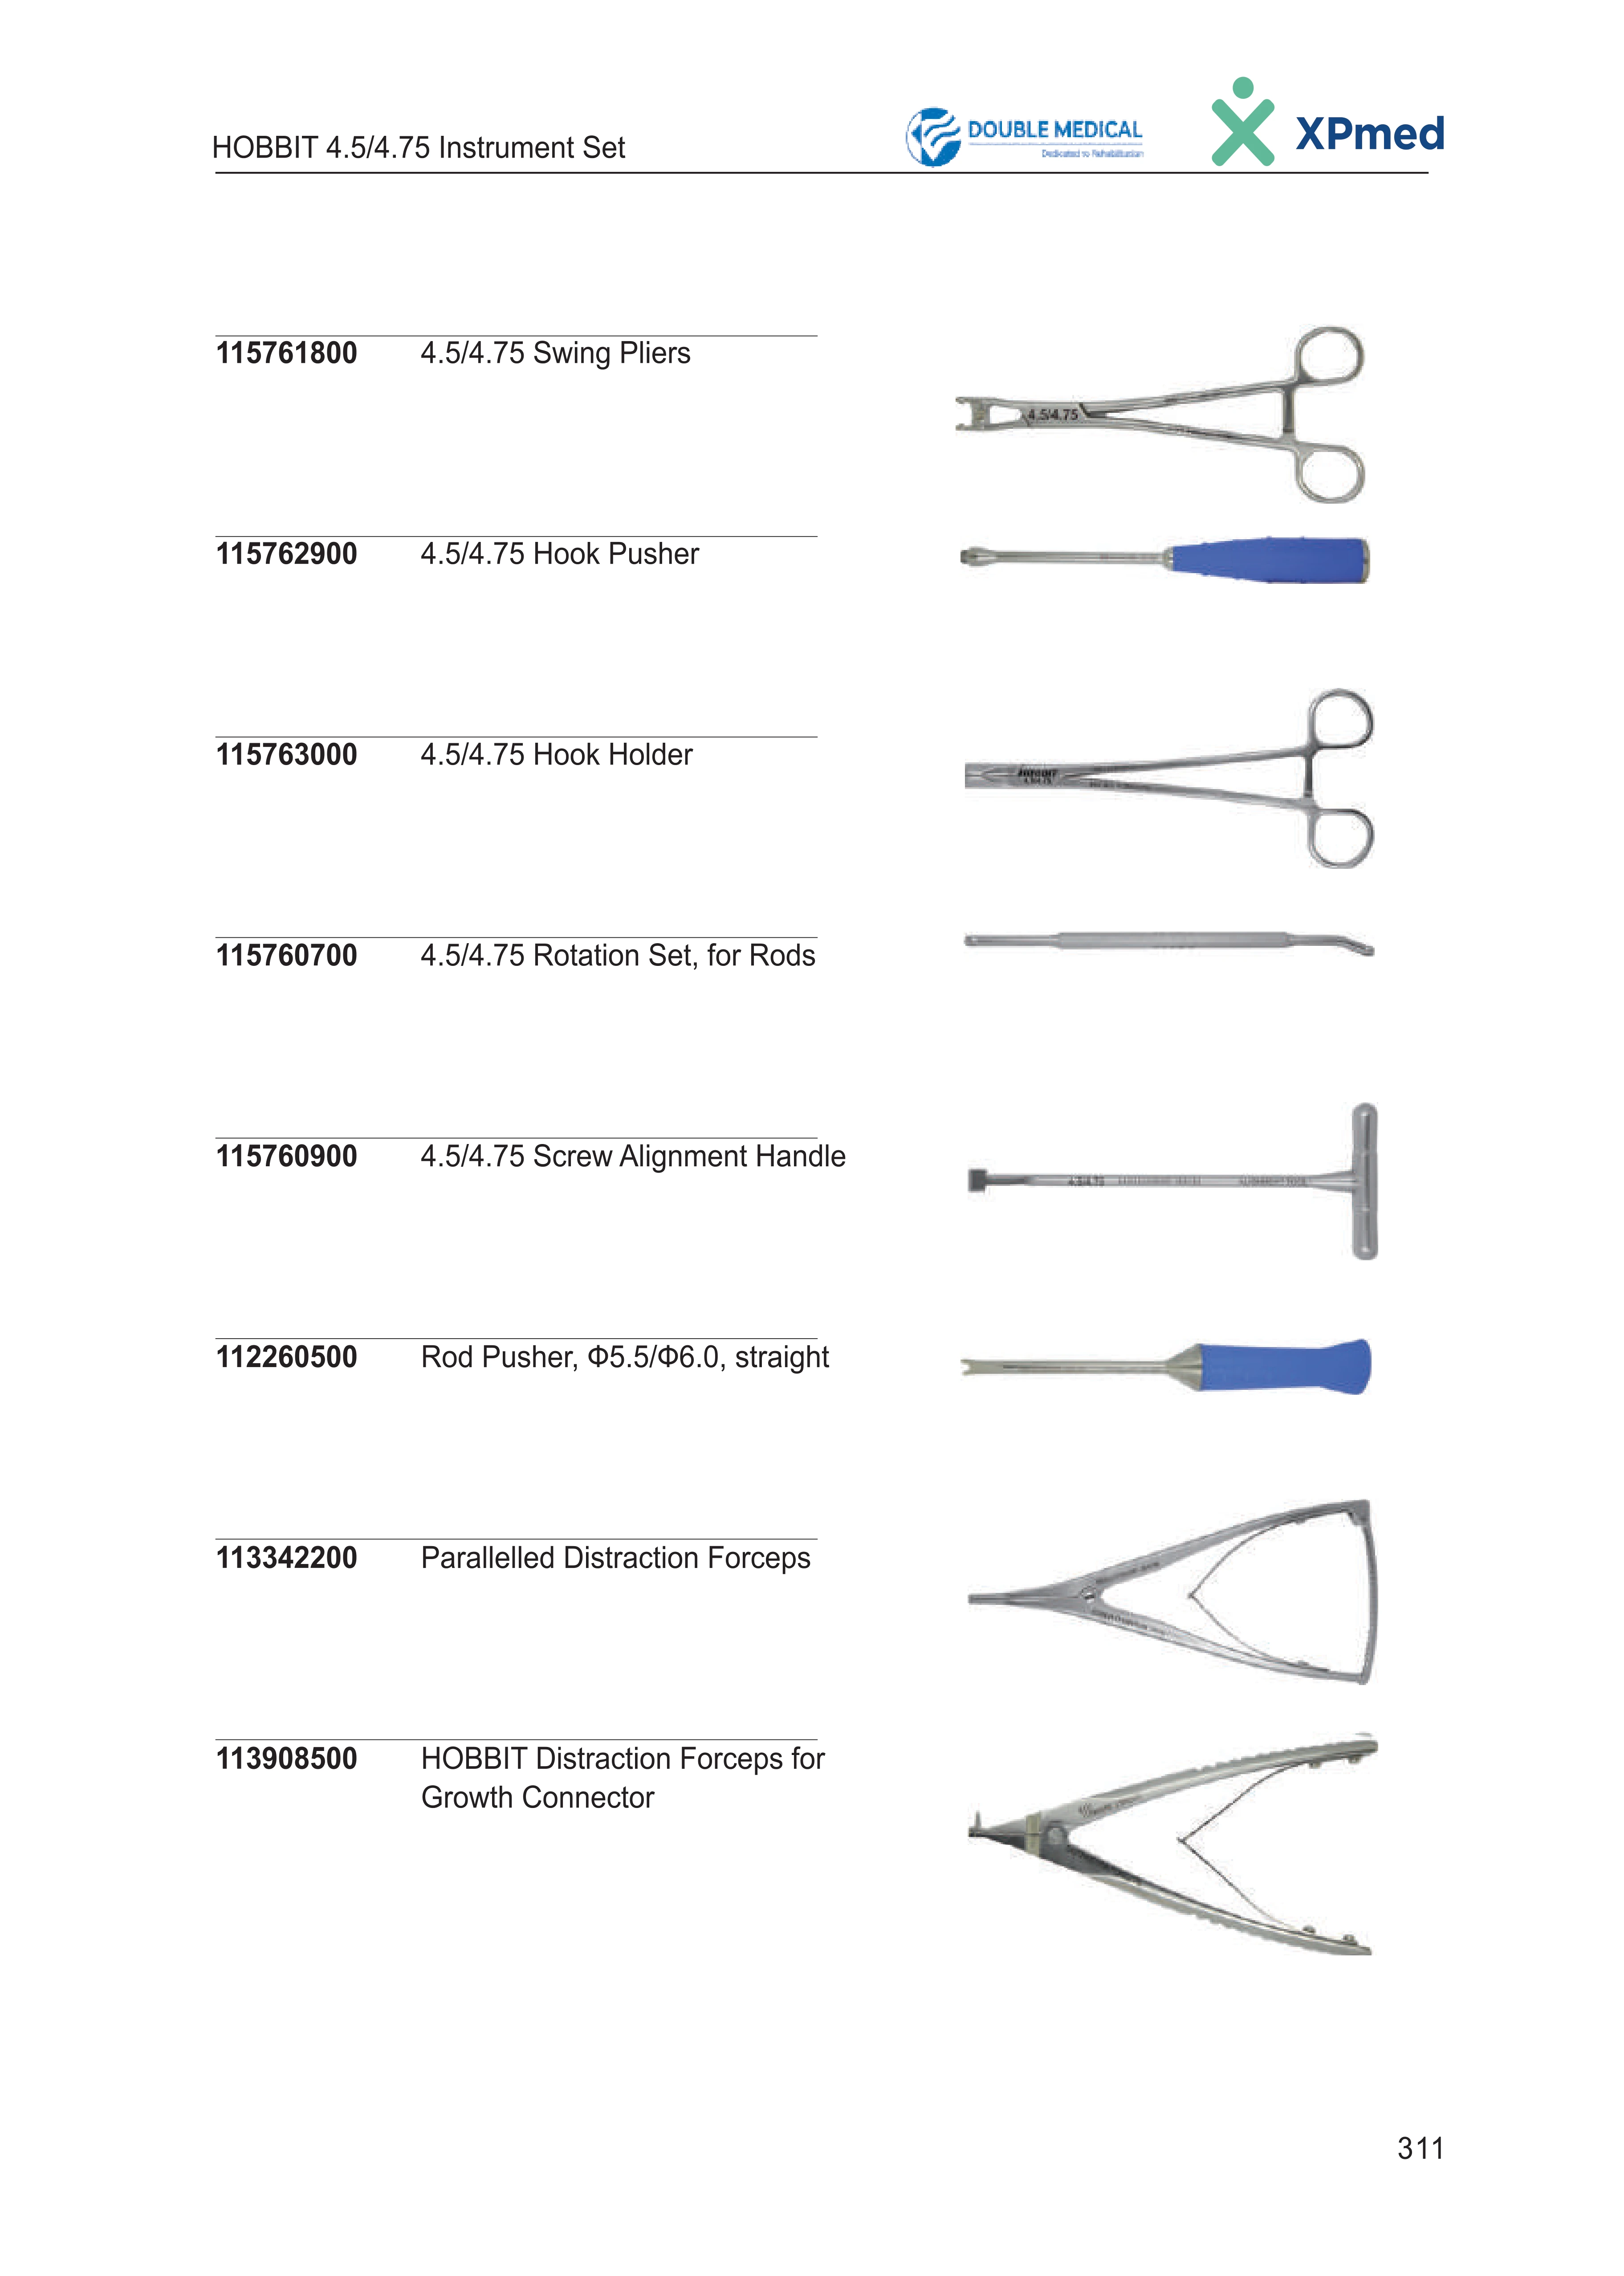 HOBBIT 4.5/4.75 Instrument Set
DOUBLE MEDICAL
Dedicated to Rehabilitation
XPmed
115761800 4.5/4.75 Swing Pliers
4.5/4.75
115762900 4.5/4.75 Hook Pusher
115763000 4.5/4.75 Hook Holder
115760700 4.5/4.75 Rotation Set, for Rods
115760900 4.5/4.75 Screw Alignment Handle
4.5/4.75
112260500 Rod Pusher, Φ5.5/Φ6.0, straight
113342200 Parallelled Distraction Forceps
113908500 HOBBIT Distraction Forceps for
Growth Connector
311